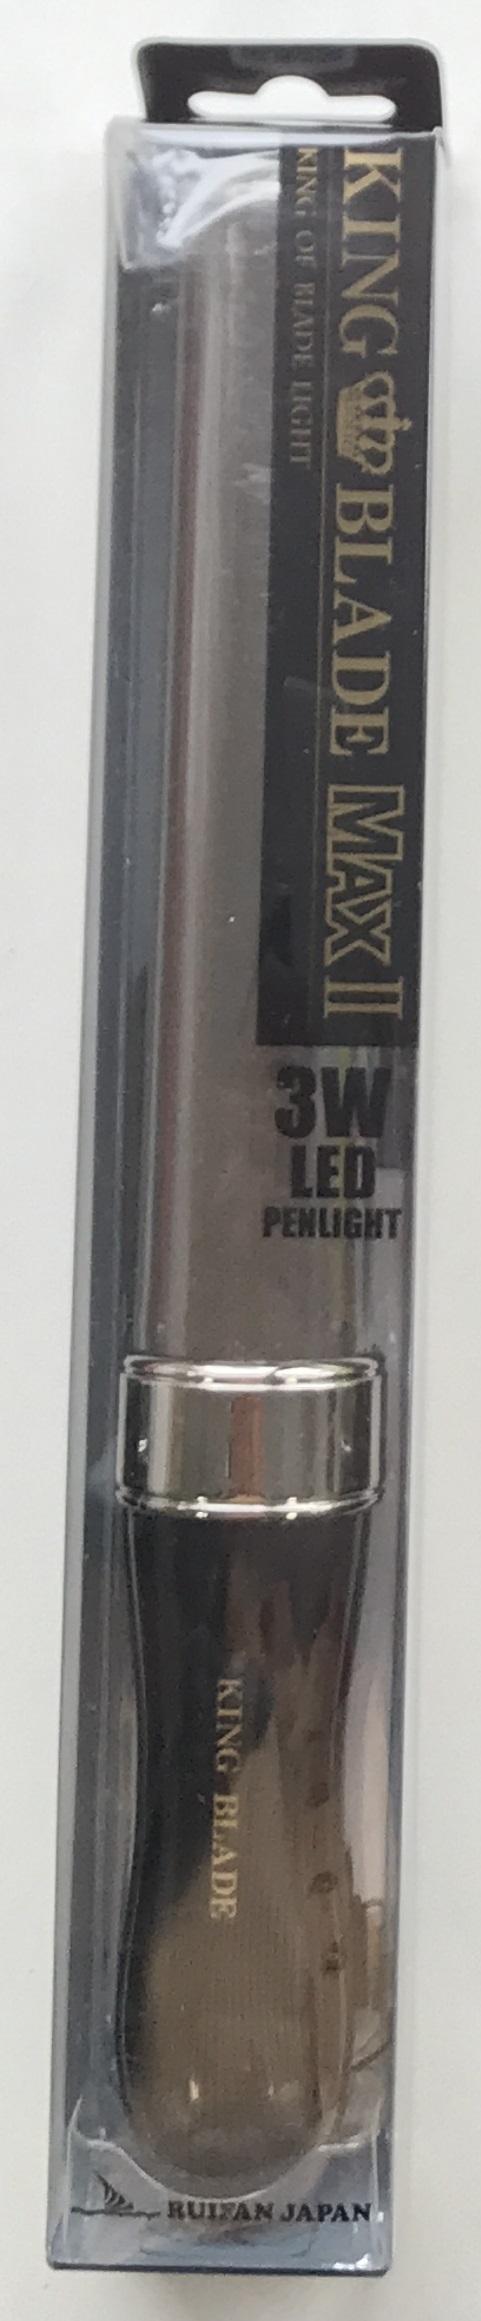 KING BLADE MAX II
KING OF BLADE LIGHT
3W
LED
PENLIGHT
KING BLADE
RUIFAN JAPAN